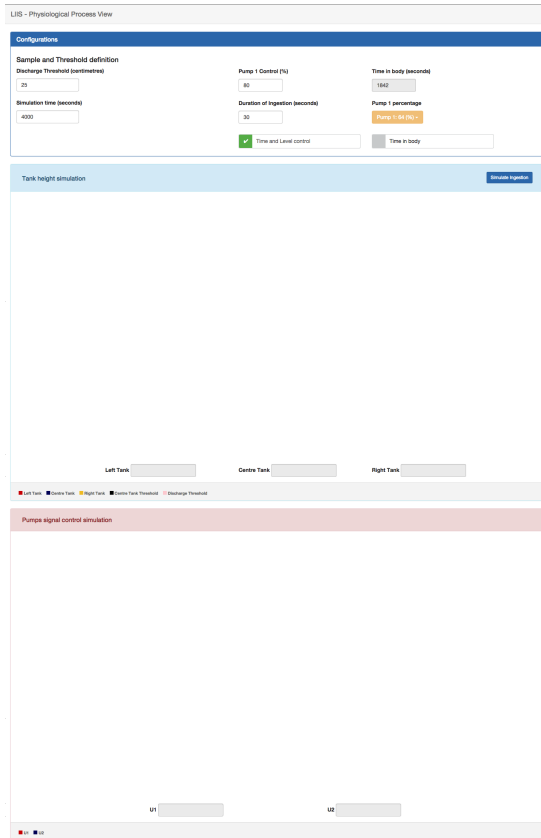 LIIS - Physiological Process View
Configurations
Sample and Threshold definition
Discharge Threshold (centimetres) Pump 1 Control (%) Time in body (seconds)
25 80 1842
Simulation time (seconds) Duration of Ingestion (seconds) Pump 1 percentage
4000 30 Pump 1: 84 (%)
Time and Level control Time in body
Tank height simulation Simulate Ingestion
Left Tank Centre Tank Right Tank
Left Tank Centre Tank Right Tank Centre Tank Threshold Discharge Threshold
Pumps signal control simulation
U1 U2
U1 U2